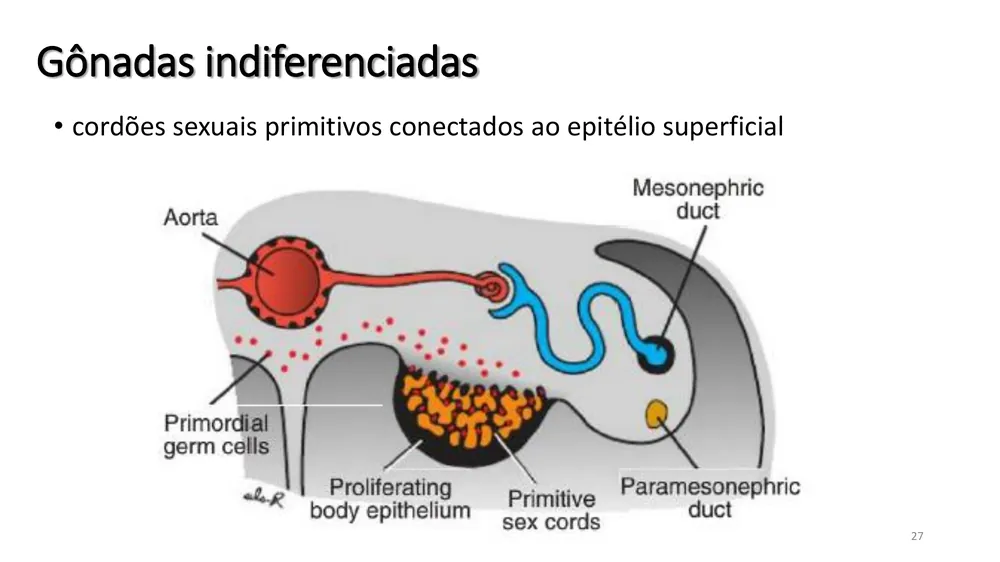 Gônadas indiferenciadas
• cordões sexuais primitivos conectados ao epitélio superficial
Mesonephric
duct
Aorta
Primordial
germ cells
Proliferating
body epithelium
Primitive
sex cords
Paramesonephric
duct
27